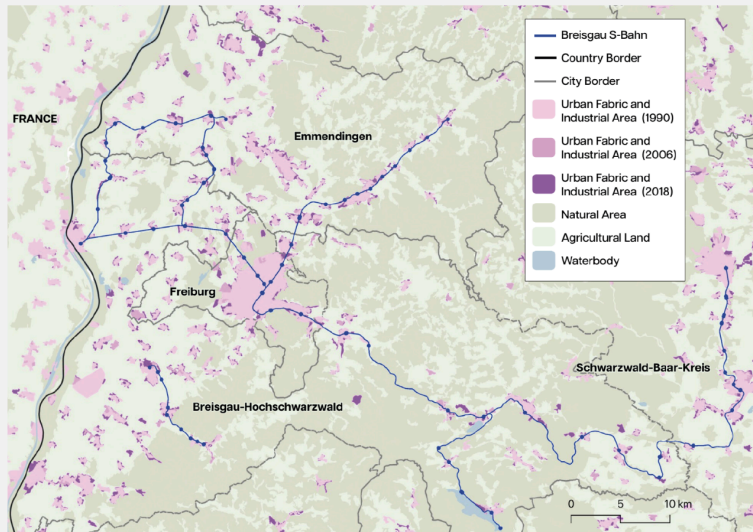 FRANCE
Emmendingen
Freiburg
Breisgau-Hochschwarzwald
Schwarzwald-Baar-Kreis
Breisgau S-Bahn
Country Border
City Border
Urban Fabric and
Industrial Area (1990)
Urban Fabric and
Industrial Area (2006)
Urban Fabric and
Industrial Area (2018)
Natural Area
Agricultural Land
Waterbody
0 5 10 km